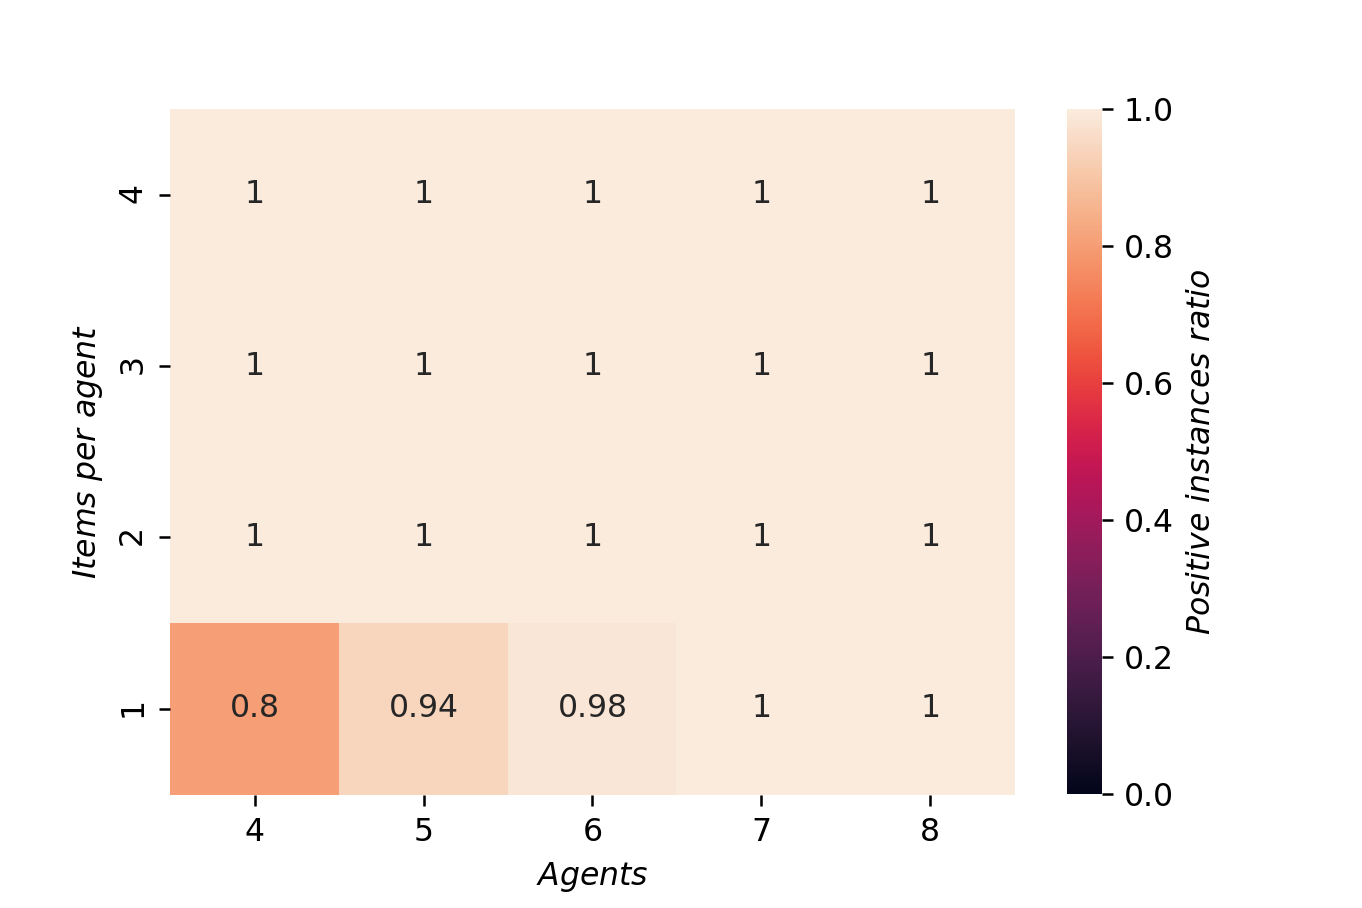 4 1 1 1 1 1
3 1 1 1 1 1
2 1 1 1 1 1
1 0.8 0.94 0.98 1 1
4 5 6 7 8
Agents
Items per agent
1.0
0.8
0.6
0.4
0.2
0.0
Positive instances ratio